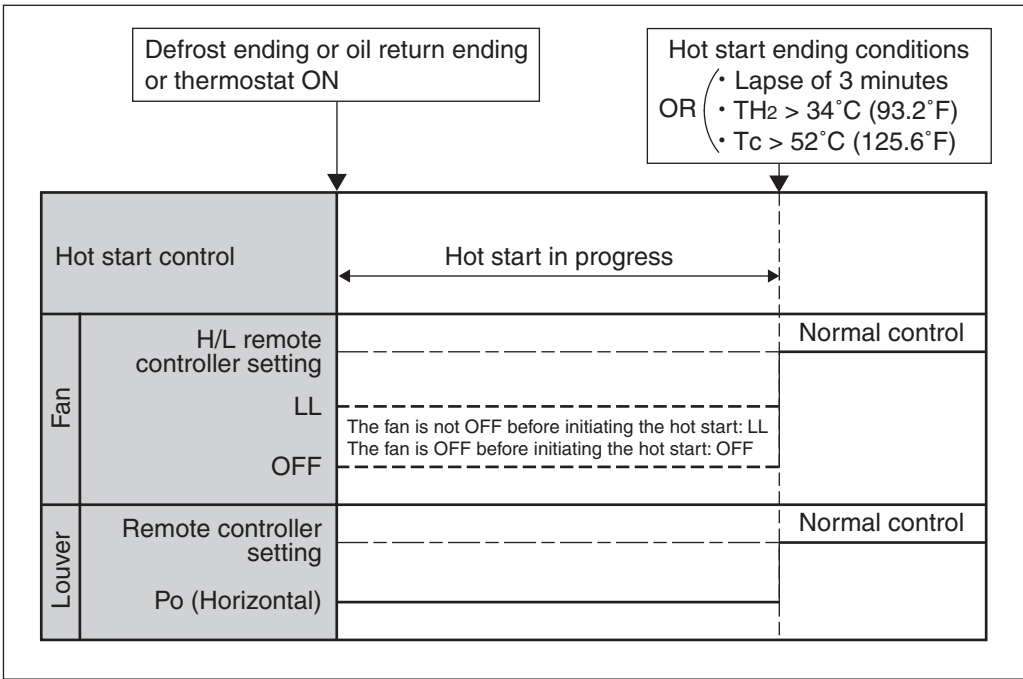 Defrost ending or oil return ending
or thermostat ON
Hot start ending conditions
OR
· Lapse of 3 minutes
· TH₂ > 34˚C (93.2˚F)
· Tc > 52˚C (125.6˚F)
Hot start control
Hot start in progress
Fan
H/L remote
controller setting
Normal control
LL
The fan is not OFF before initiating the hot start: LL
The fan is OFF before initiating the hot start: OFF
OFF
Louver
Remote controller
setting
Normal control
Po (Horizontal)